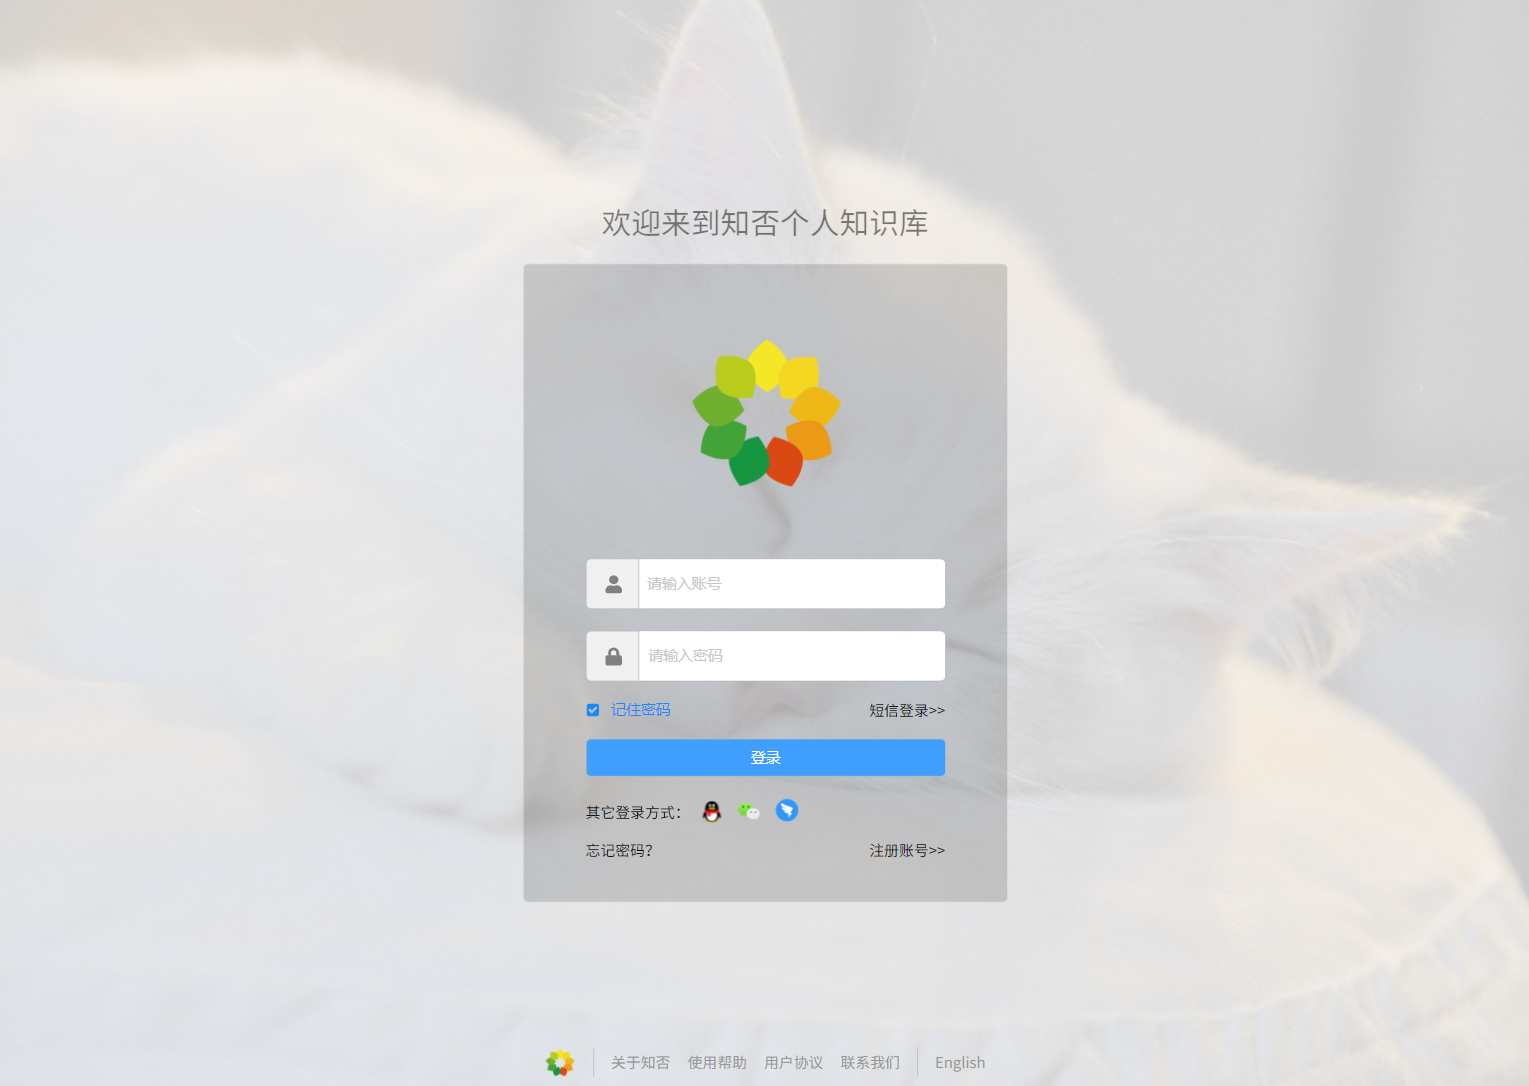 欢迎来到知否个人知识库
请输入账号
请输入密码
记住密码 短信登录>>
登录
其它登录方式：
忘记密码？ 注册账号>>
关于知否 使用帮助 用户协议 联系我们 English